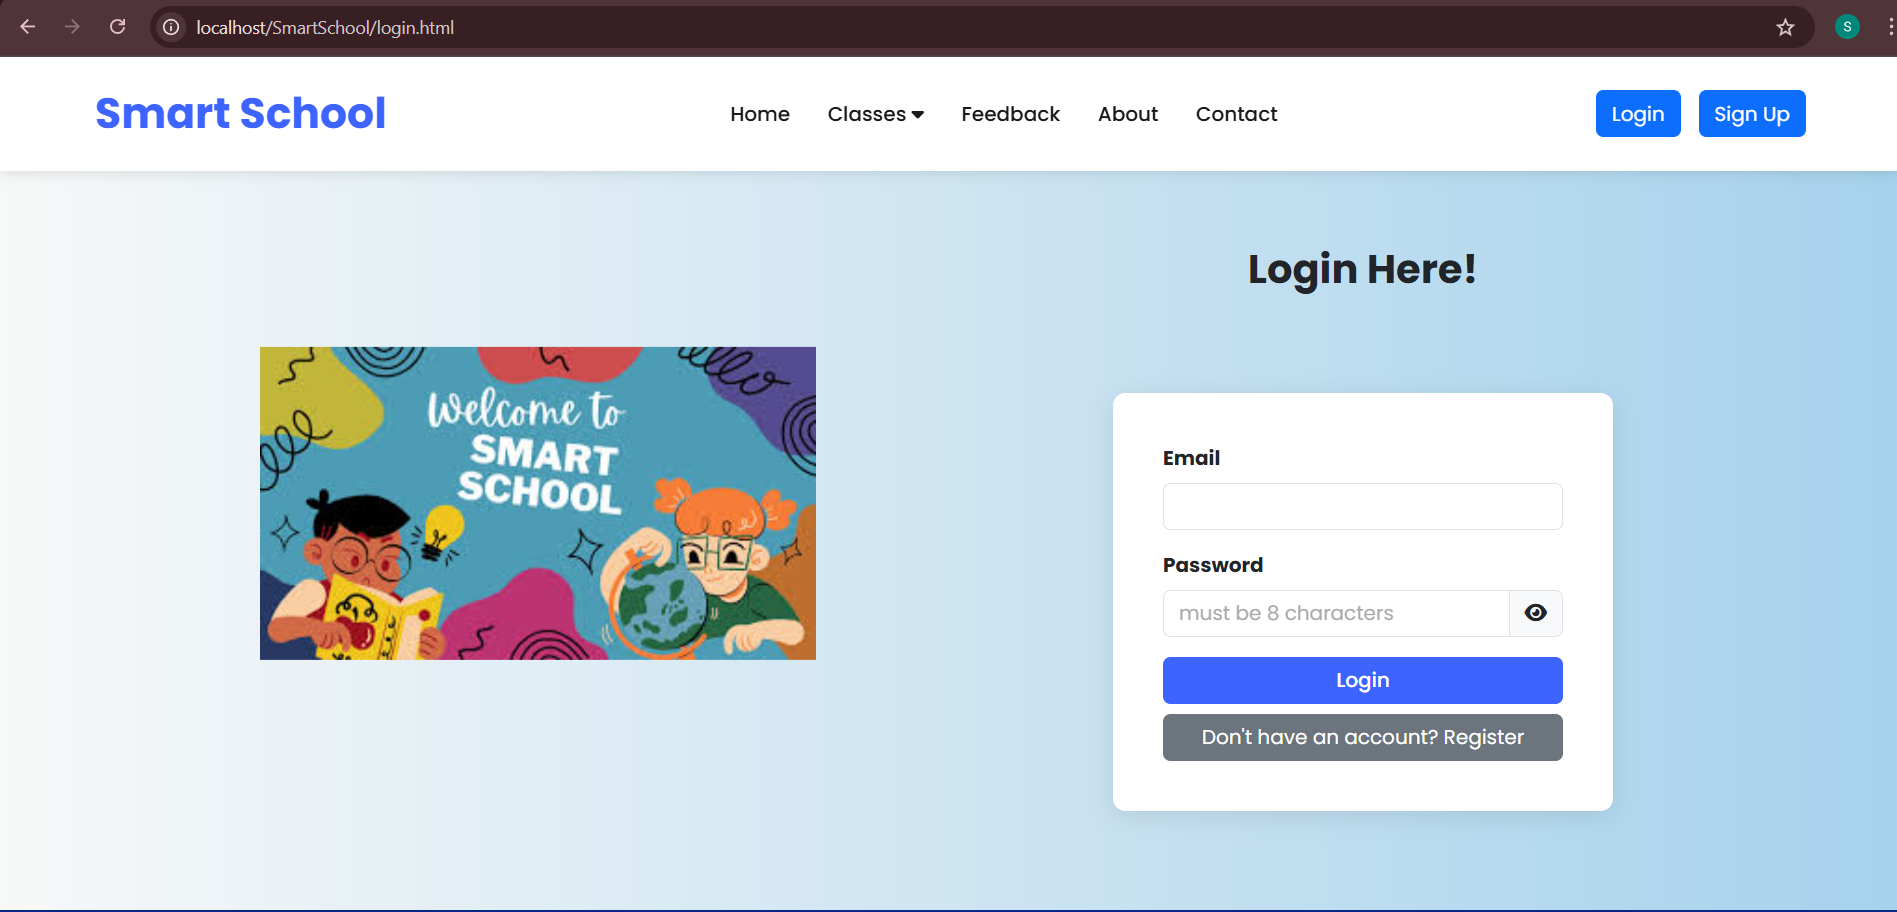 localhost/SmartSchool/login.html
S
Smart School
Home Classes Feedback About Contact
Login Sign Up
Login Here!
Welcome to
SMART
SCHOOL
Email
Password
must be 8 characters
Login
Don't have an account? Register